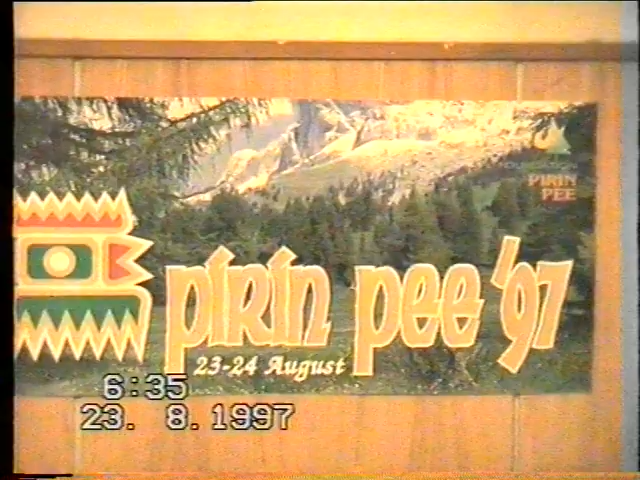 PIRIN
PEE
pirin pee '97
23-24 August
6:35
23. 8.1997